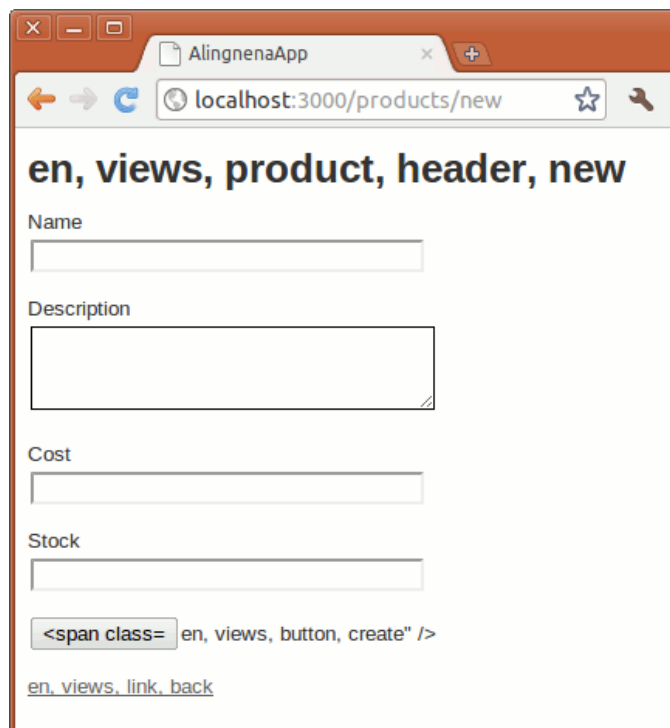 AlingnenaApp
localhost:3000/products/new
en, views, product, header, new
Name
Description
Cost
Stock
<span class= en, views, button, create" />
en, views, link, back